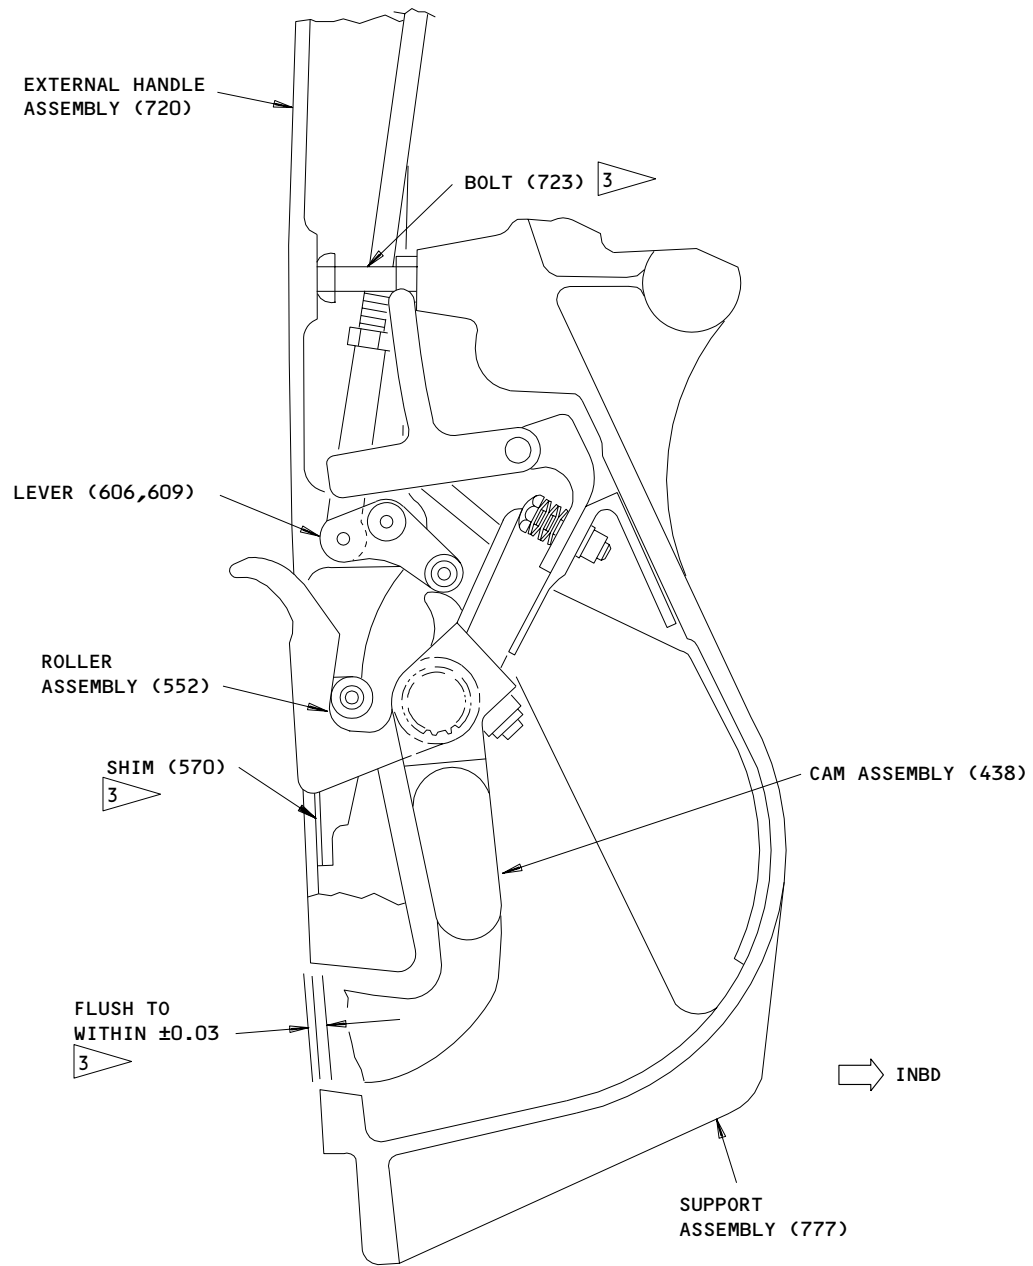 EXTERNAL HANDLE
ASSEMBLY (720)
BOLT (723) 3
LEVER (606,609)
ROLLER
ASSEMBLY (552)
SHIM (570)
3
CAM ASSEMBLY (438)
FLUSH TO
WITHIN ±0.03
3
INBD
SUPPORT
ASSEMBLY (777)